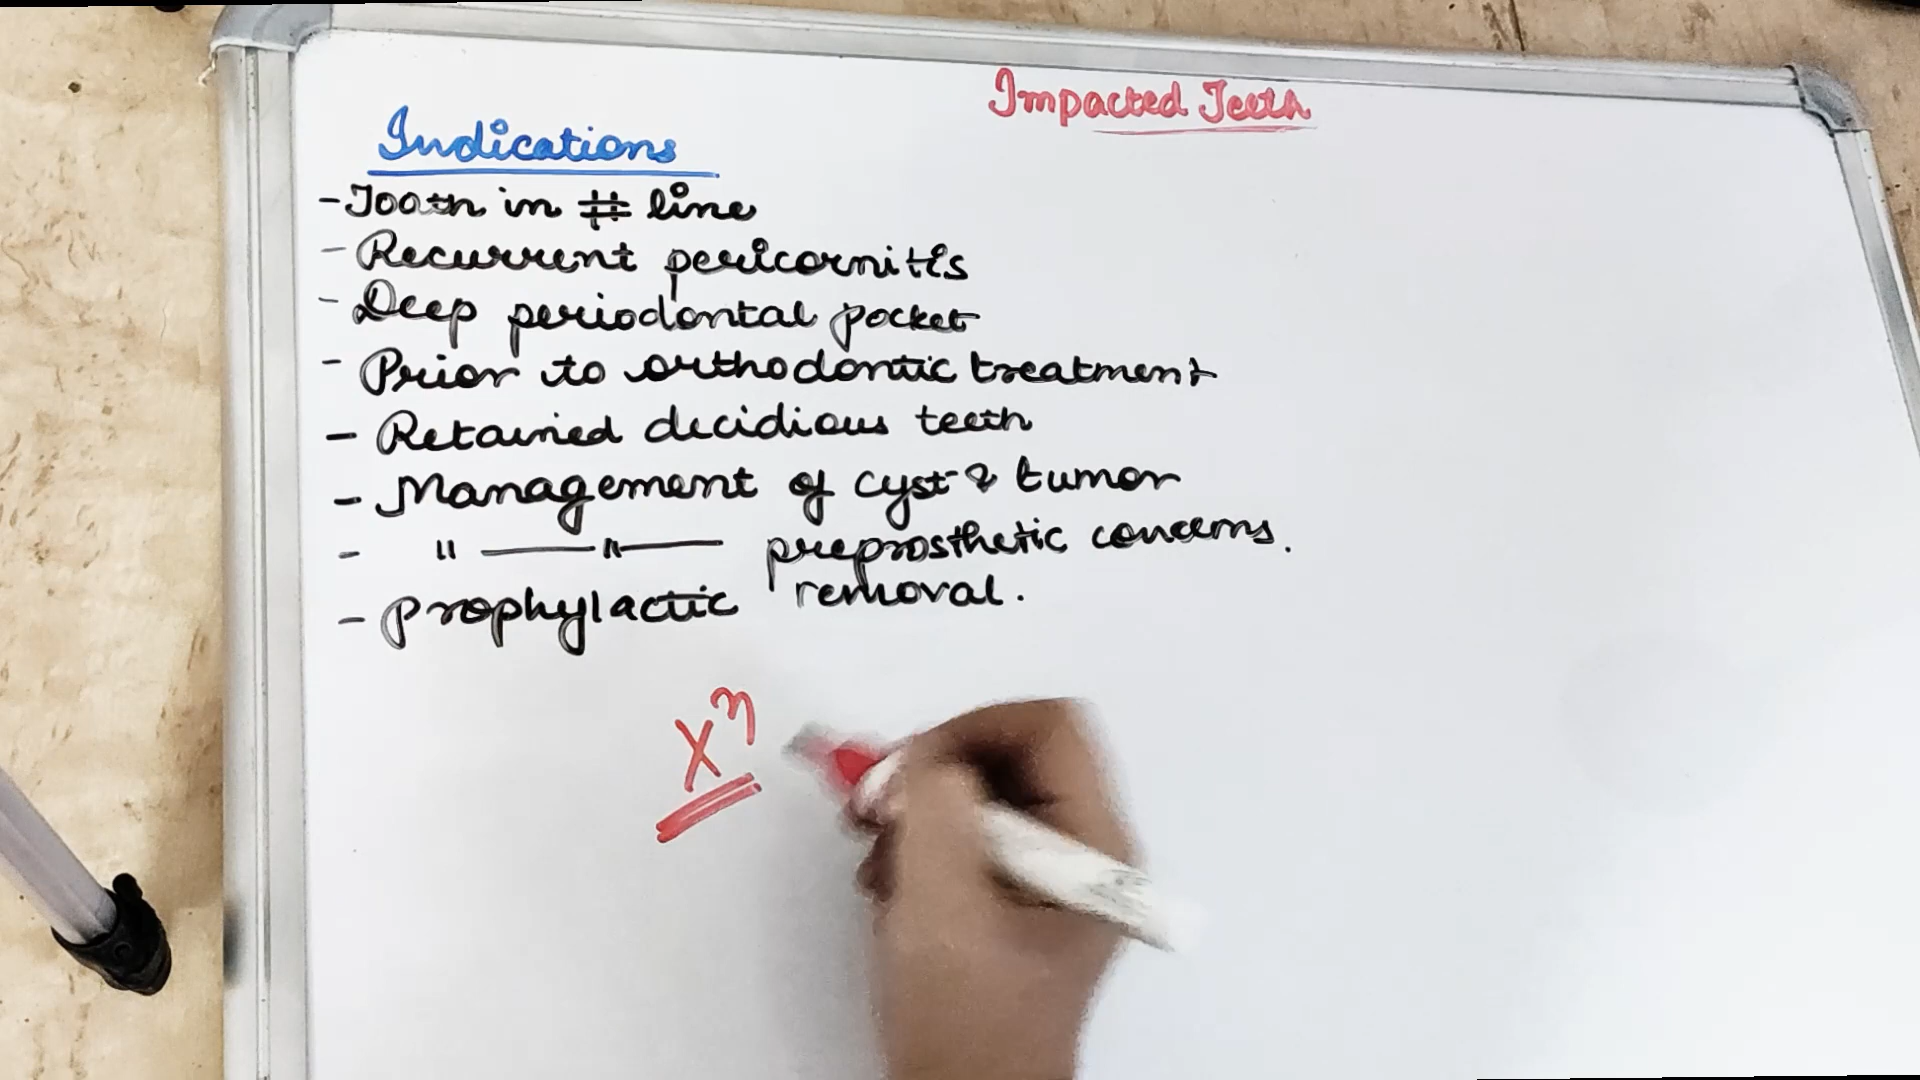 Impacted Teeth
Indications
- Tooth in # line
- Recurrent pericornitis
- Deep periodontal pocket
- Prior to orthodontic treatment
- Retained decidious teeth
- Management of cyst & tumor
- " —— " —— preprosthetic concerns.
- Prophylactic removal.
Xⁿ